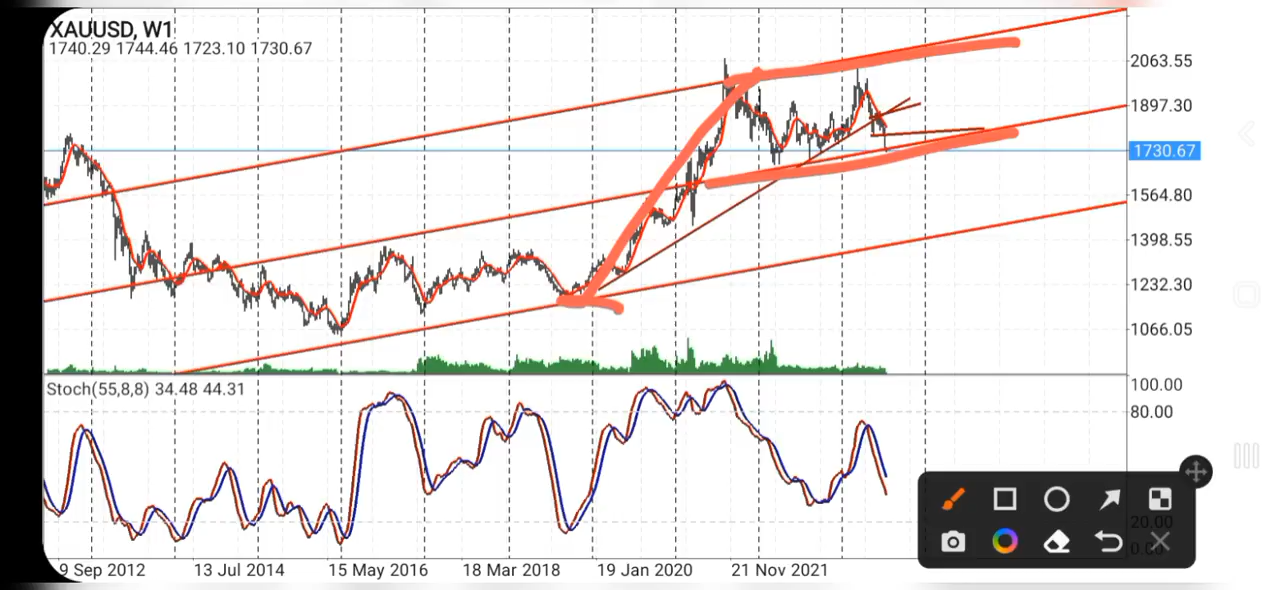 XAUUSD, W1
1740.29 1744.46 1723.10 1730.67
2063.55
1897.30
1730.67
1564.80
1398.55
1232.30
1066.05
Stoch(55,8,8) 34.48 44.31
100.00
80.00
20.00
0.00
9 Sep 2012 13 Jul 2014 15 May 2016 18 Mar 2018 19 Jan 2020 21 Nov 2021